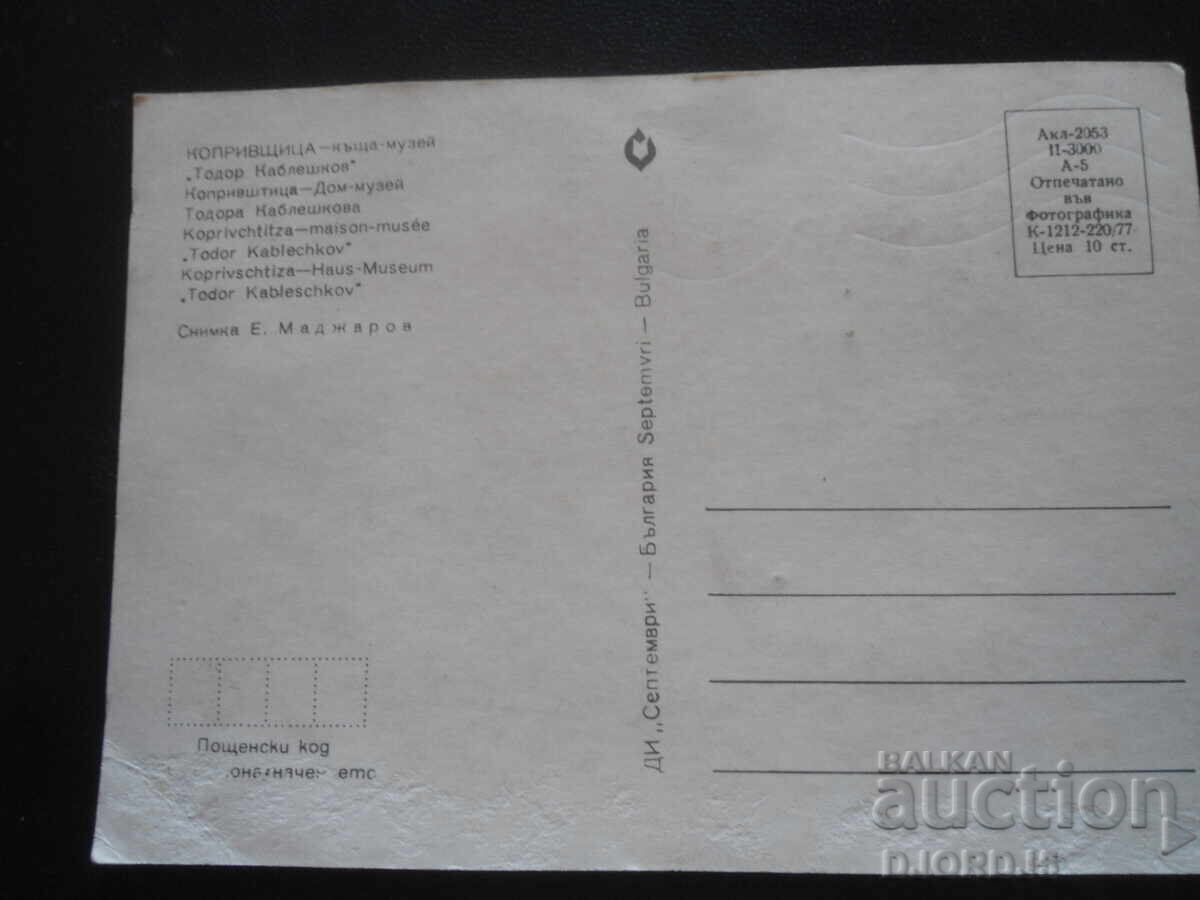 КОПРИВЩИЦА—къща-музей
„Тодор Каблешков"
Копривштица—Дом-музей
Тодора Каблешкова
Koprivchtitza—maison-musée
„Todor Kablechkov"
Koprivschtiza—Haus-Museum
„Todor Kableschkov"
Снимка Е. Маджаров
Пощенски код
ДИ „Септември" — България Septemvri — Bulgaria
Акл-2053
II-3000
А-5
Отпечатано
във
Фотографика
К-1212-220/77
Цена 10 ст.
BALKAN
auction